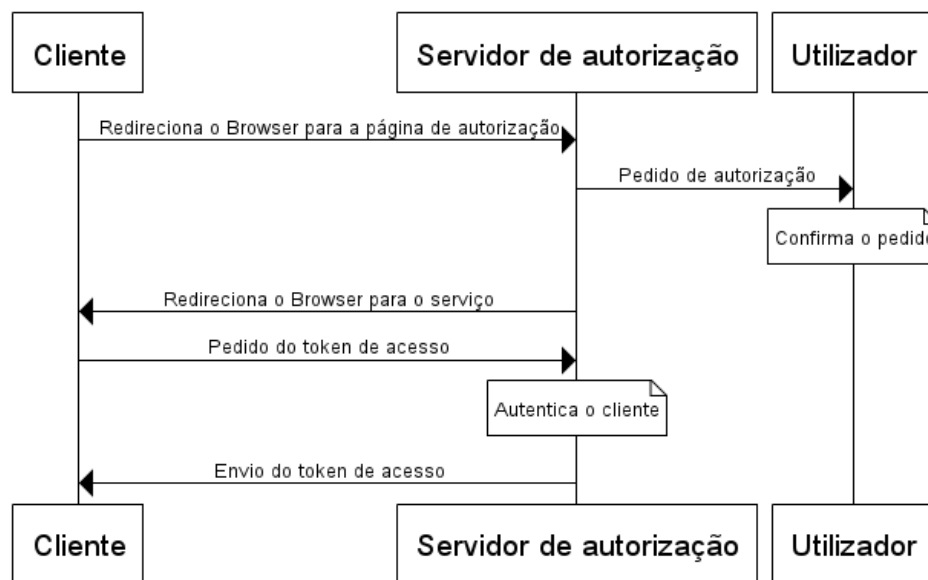 Cliente
Servidor de autorização
Utilizador
Redireciona o Browser para a página de autorização
Pedido de autorização
Confirma o pedido
Redireciona o Browser para o serviço
Pedido do token de acesso
Autentica o cliente
Envio do token de acesso
Cliente
Servidor de autorização
Utilizador